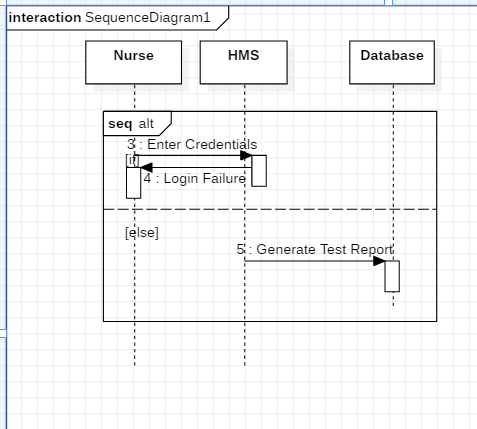 interaction SequenceDiagram1
Nurse
HMS
Database
seq alt
3 : Enter Credentials
[if]
4 : Login Failure
[else]
5 : Generate Test Report